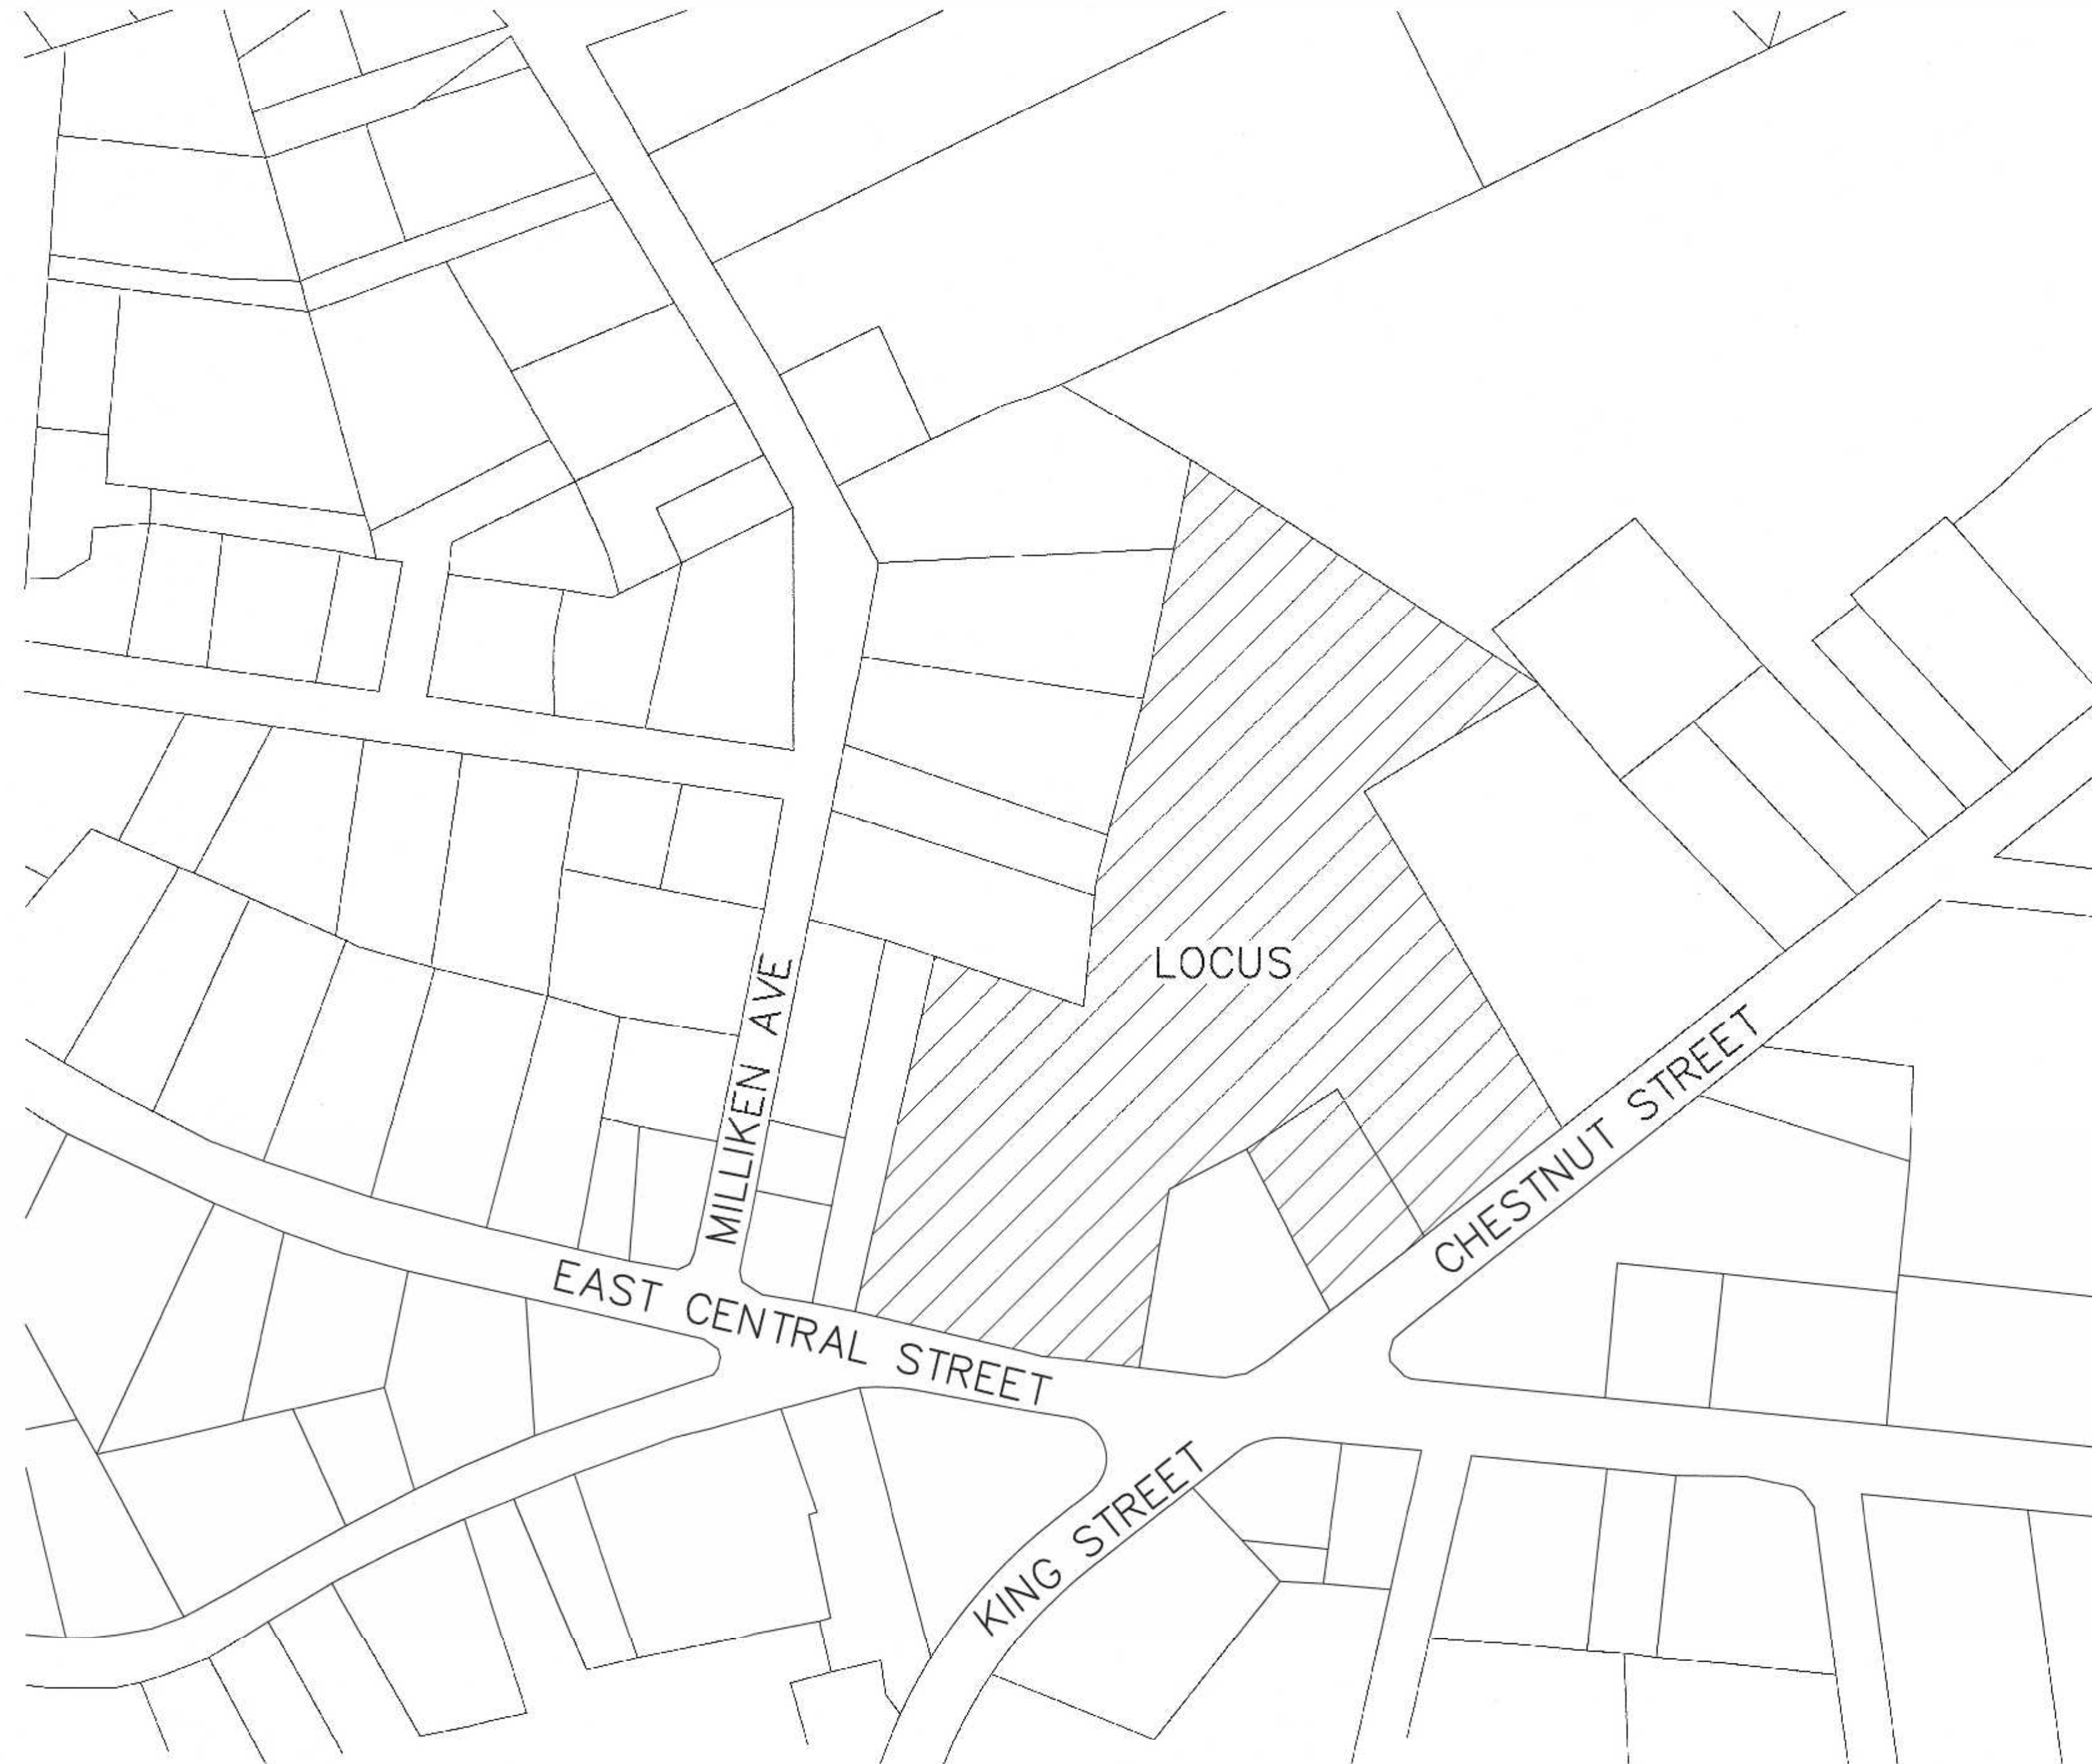 LOCUS
MILLIKEN AVE
CHESTNUT STREET
EAST CENTRAL STREET
KING STREET